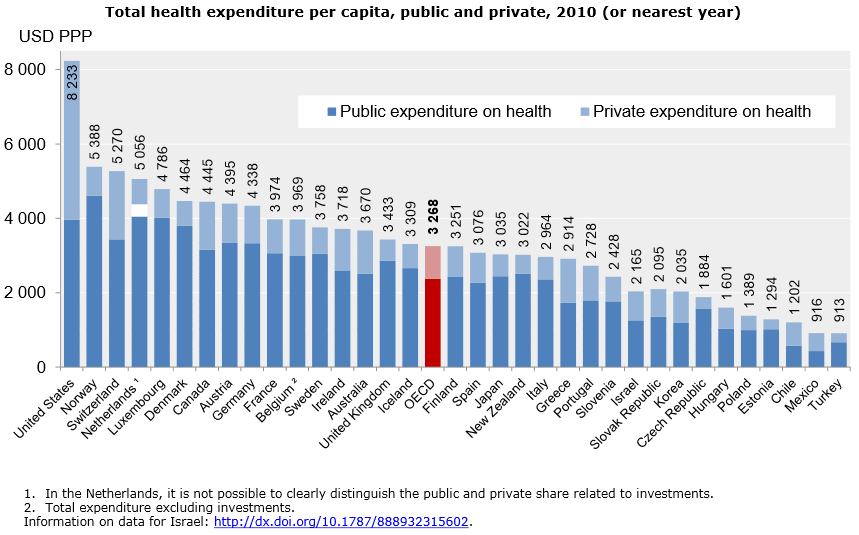 Total health expenditure per capita, public and private, 2010 (or nearest year)
USD PPP
8 000
6 000
4 000
2 000
0
Public expenditure on health
Private expenditure on health
8 233
5 388
5 270
5 056
4 786
4 464
4 445
4 395
4 338
3 974
3 969
3 758
3 718
3 670
3 433
3 309
3 268
3 251
3 076
3 035
3 022
2 964
2 914
2 728
2 428
2 165
2 095
2 035
1 884
1 601
1 389
1 294
1 202
916
913
United States
Norway
Switzerland
Netherlands ¹
Luxembourg
Denmark
Canada
Austria
Germany
France
Belgium ²
Sweden
Ireland
Australia
United Kingdom
Iceland
OECD
Finland
Spain
Japan
New Zealand
Italy
Greece
Portugal
Slovenia
Israel
Slovak Republic
Korea
Czech Republic
Hungary
Poland
Estonia
Chile
Mexico
Turkey
1. In the Netherlands, it is not possible to clearly distinguish the public and private share related to investments.
2. Total expenditure excluding investments.
Information on data for Israel: http://dx.doi.org/10.1787/888932315602.